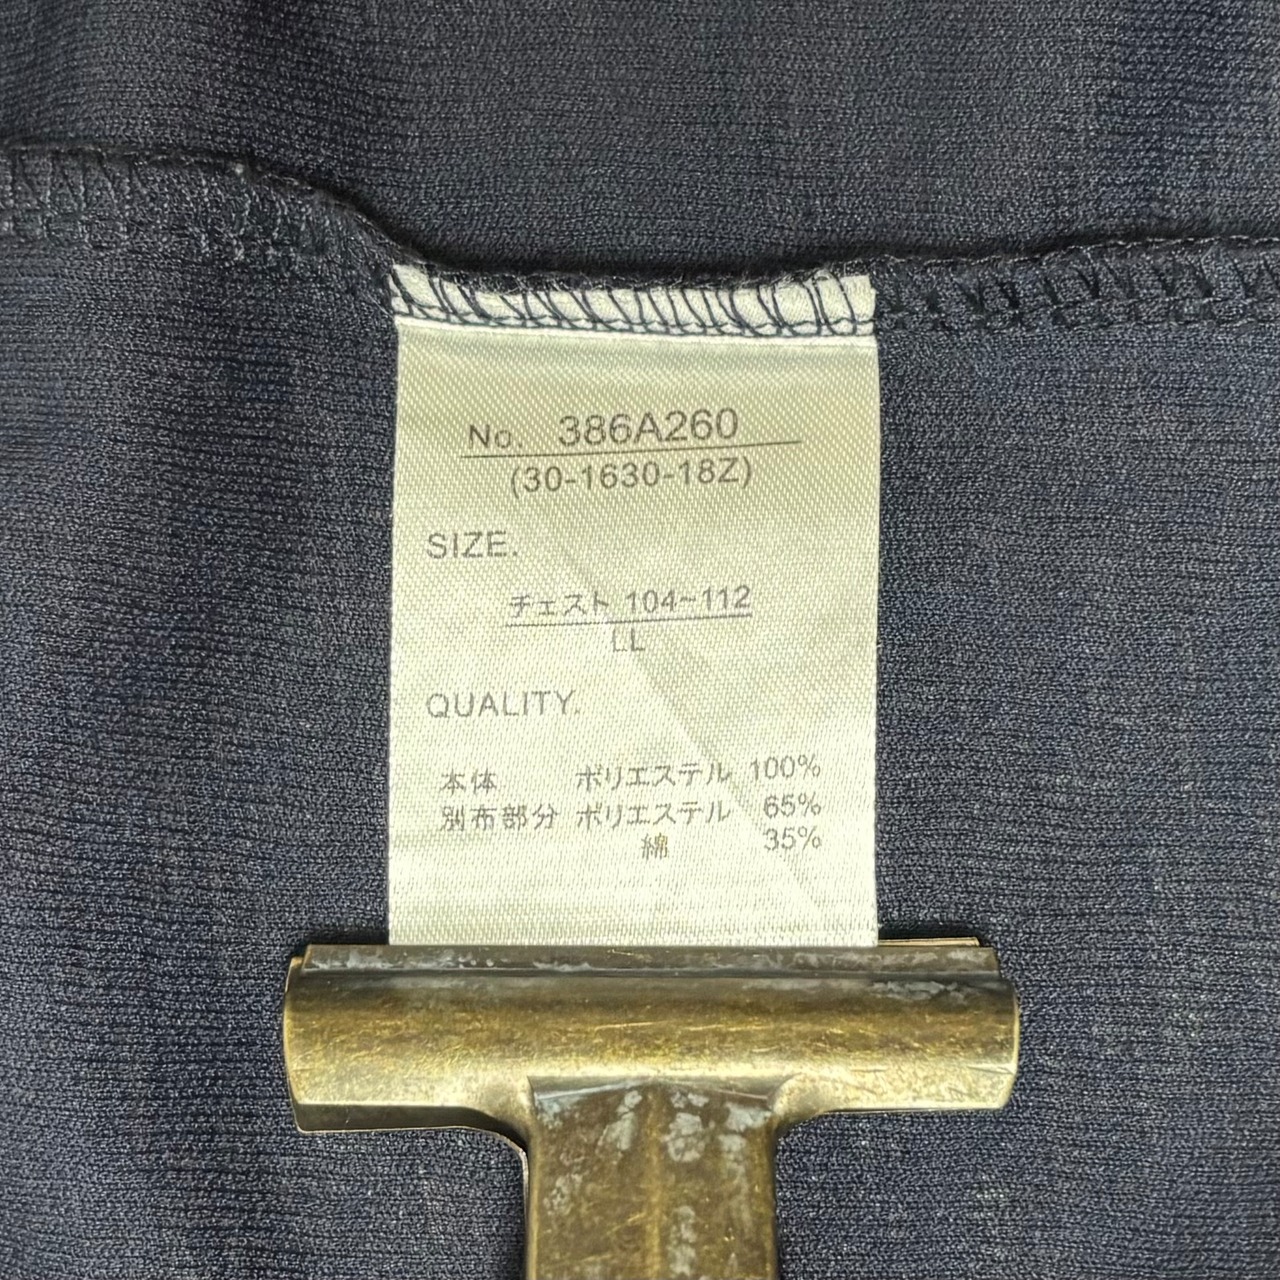 No. 386A260
(30-1630-18Z)
SIZE.
チェスト 104~112
LL
QUALITY.
本体 ポリエステル 100%
別布部分 ポリエステル 65%
綿 35%